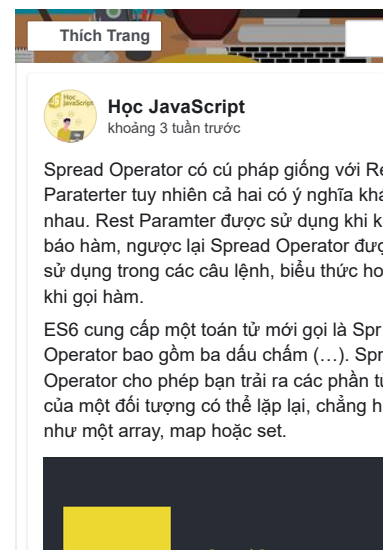 Thích Trang
Học JavaScript
khoảng 3 tuần trước
Spread Operator có cú pháp giống với Re
Paraterter tuy nhiên cả hai có ý nghĩa khá
nhau. Rest Paramter được sử dụng khi k
báo hàm, ngược lại Spread Operator đượ
sử dụng trong các câu lệnh, biểu thức ho
khi gọi hàm.
ES6 cung cấp một toán tử mới gọi là Spr
Operator bao gồm ba dấu chấm (…). Spr
Operator cho phép bạn trải ra các phần tử
của một đối tượng có thể lặp lại, chẳng h
như một array, map hoặc set.